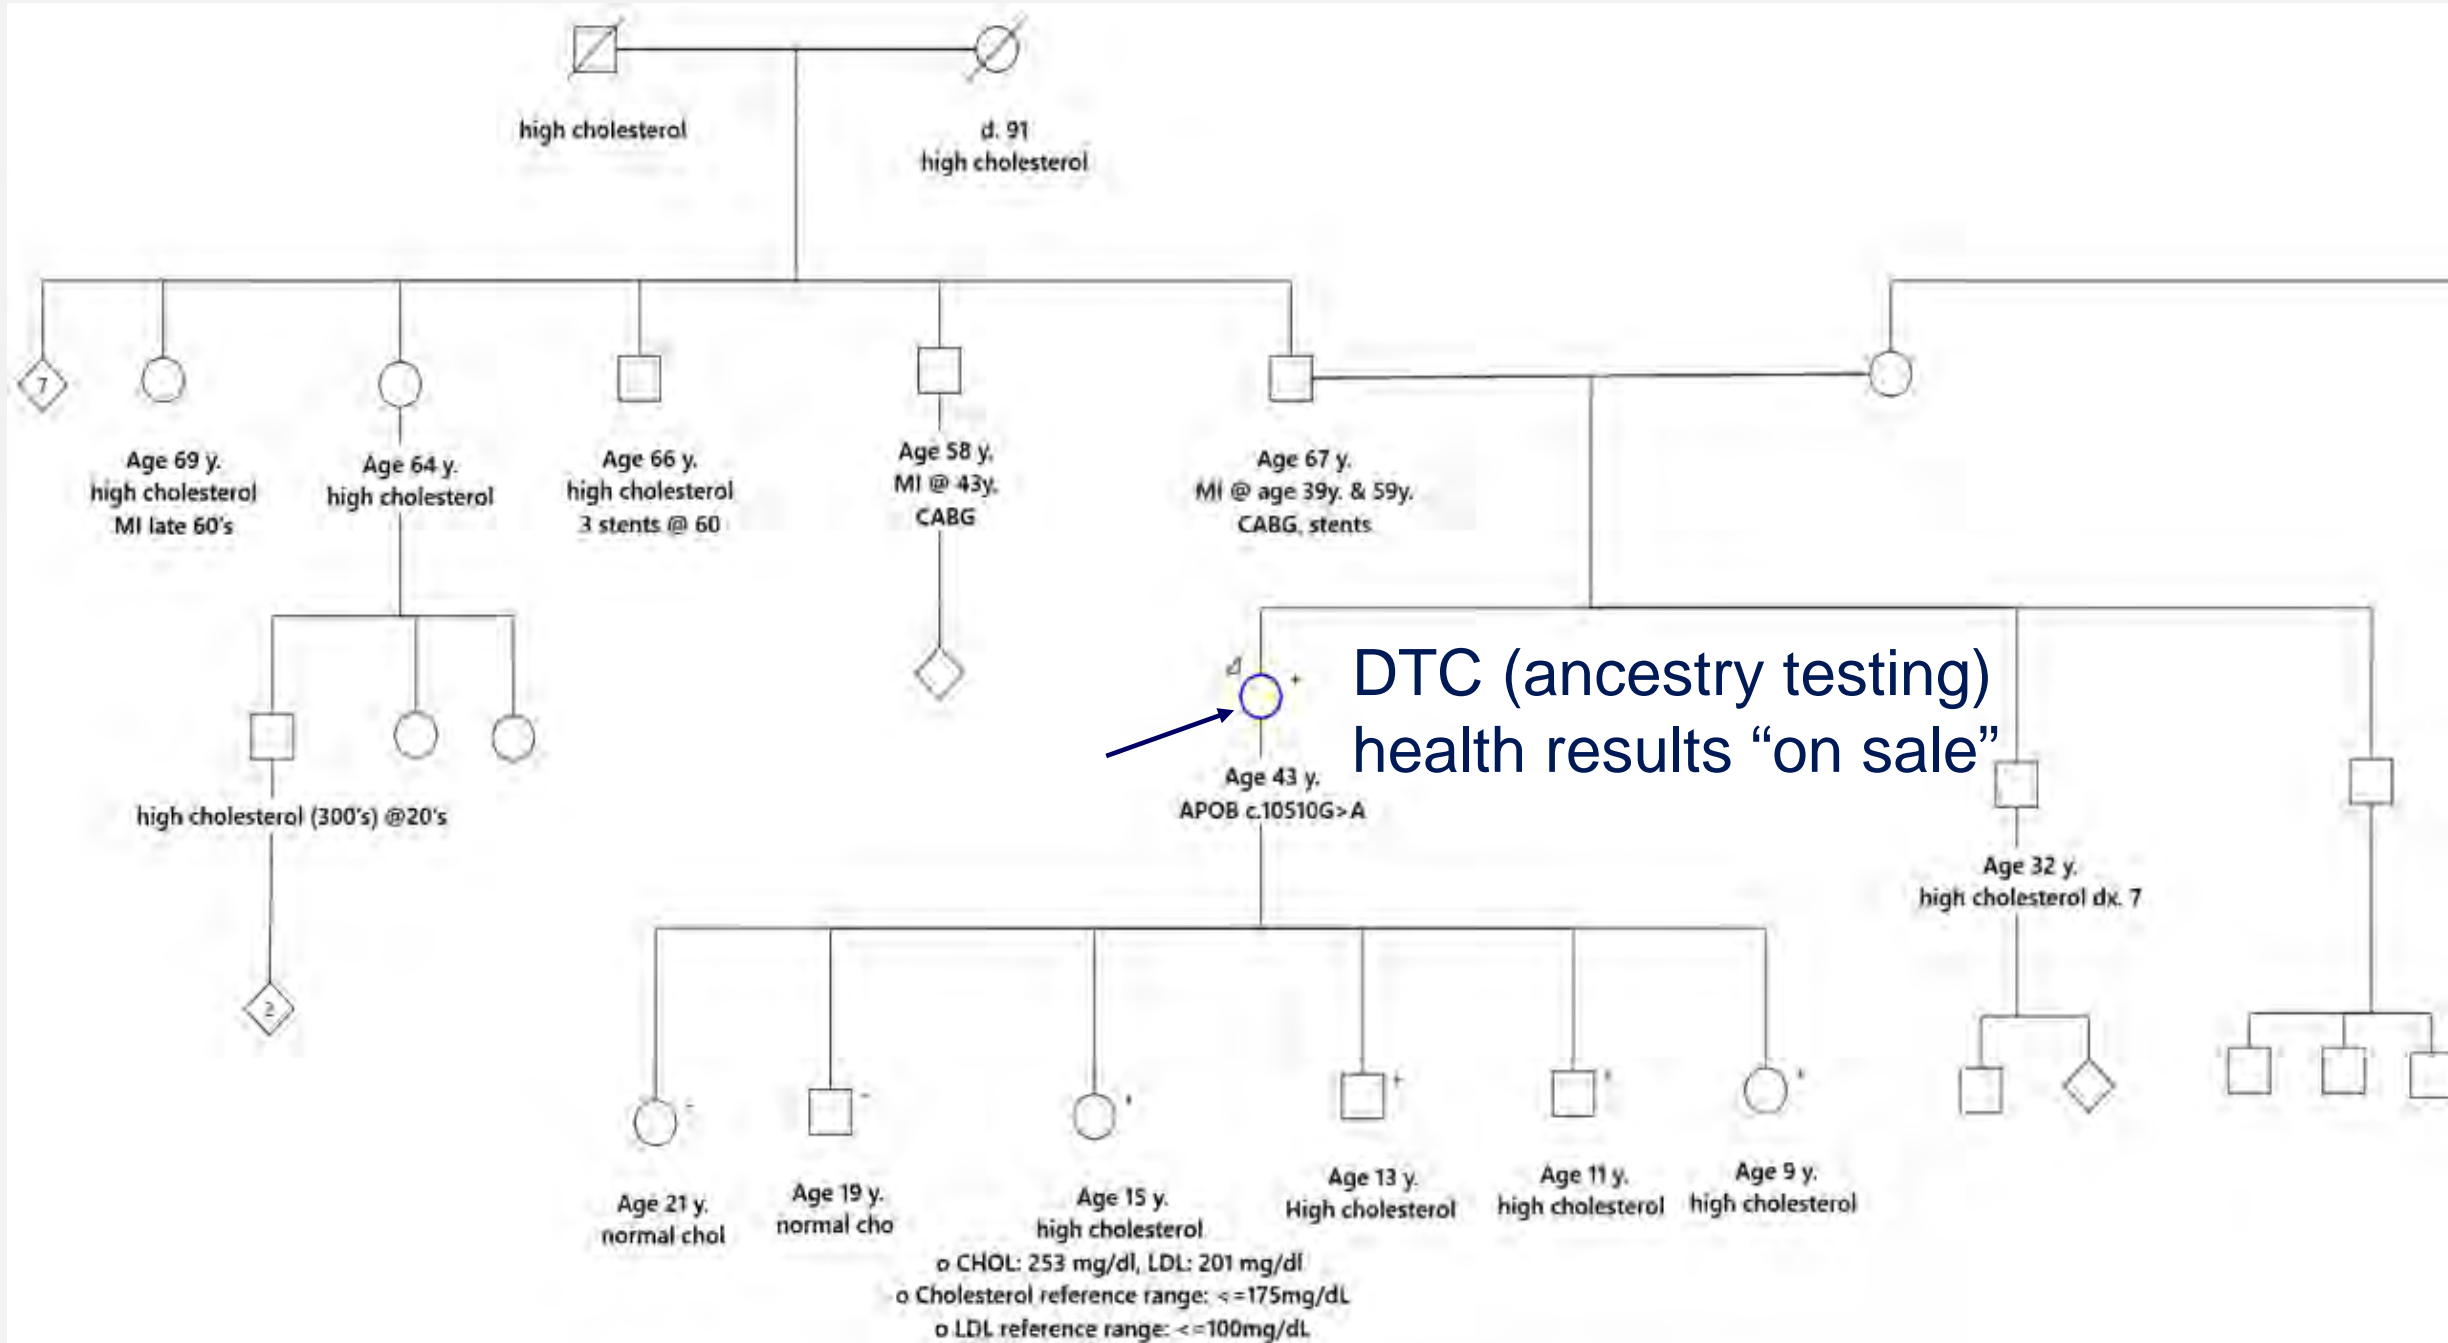 high cholesterol
d. 91
high cholesterol
7
Age 69 y.
high cholesterol
MI late 60's
Age 64 y.
high cholesterol
Age 66 y.
high cholesterol
3 stents @ 60
Age 58 y.
MI @ 43y.
CABG
Age 67 y.
MI @ age 39y. & 59y.
CABG, stents
high cholesterol (300's) @20's
2
+
DTC (ancestry testing)
health results “on sale”
Age 43 y.
APOB c.10510G>A
Age 32 y.
high cholesterol dx. 7
-
Age 21 y.
normal chol
-
Age 19 y.
normal cho
+
Age 15 y.
high cholesterol
o CHOL: 253 mg/dl, LDL: 201 mg/dl
o Cholesterol reference range: <=175mg/dL
o LDL reference range: <=100mg/dL
+
Age 13 y.
High cholesterol
+
Age 11 y.
high cholesterol
+
Age 9 y.
high cholesterol